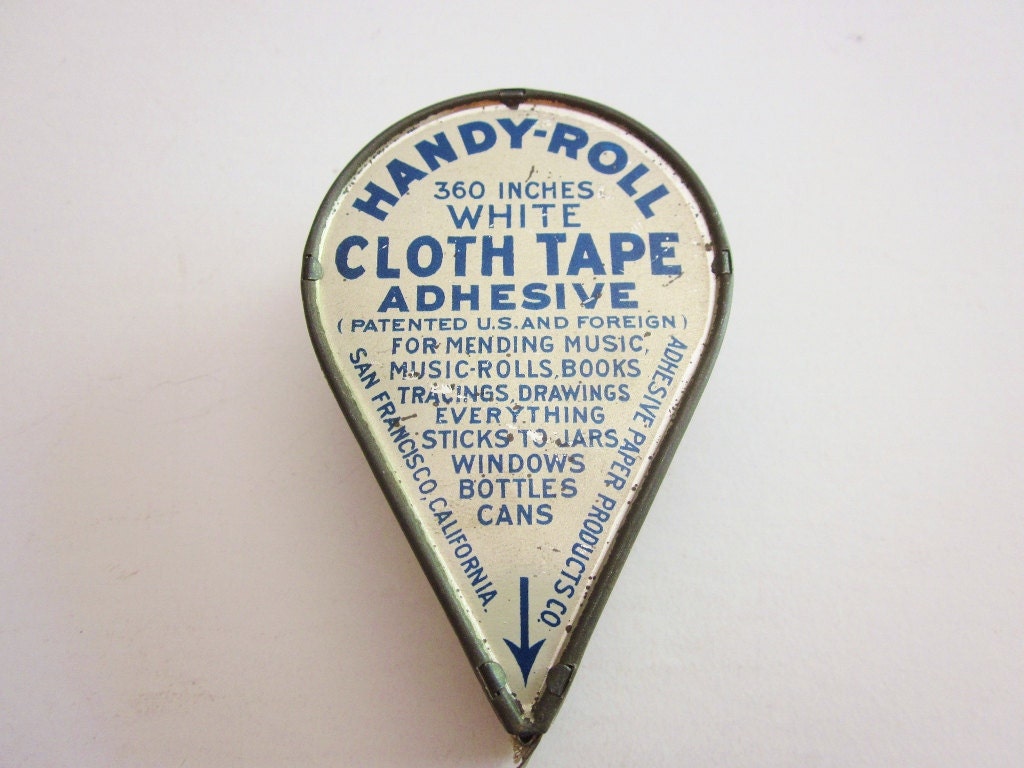 HANDY-ROLL
360 INCHES
WHITE
CLOTH TAPE
ADHESIVE
(PATENTED U.S. AND FOREIGN)
FOR MENDING MUSIC,
MUSIC-ROLLS, BOOKS
TRACINGS, DRAWINGS
EVERYTHING
STICKS TO JARS,
WINDOWS
BOTTLES
CANS
ADHESIVE PAPER PRODUCTS CO.
SAN FRANCISCO, CALIFORNIA.